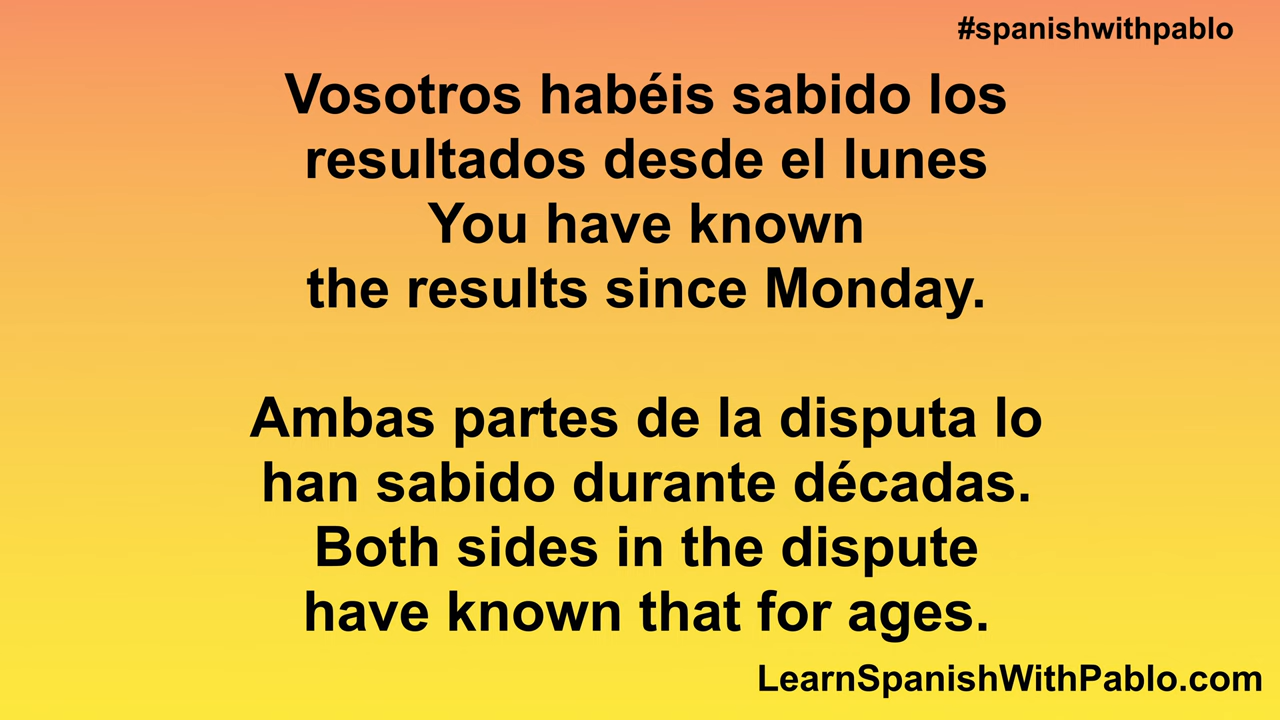 #spanishwithpablo
Vosotros habéis sabido los
resultados desde el lunes
You have known
the results since Monday.
Ambas partes de la disputa lo
han sabido durante décadas.
Both sides in the dispute
have known that for ages.
LearnSpanishWithPablo.com